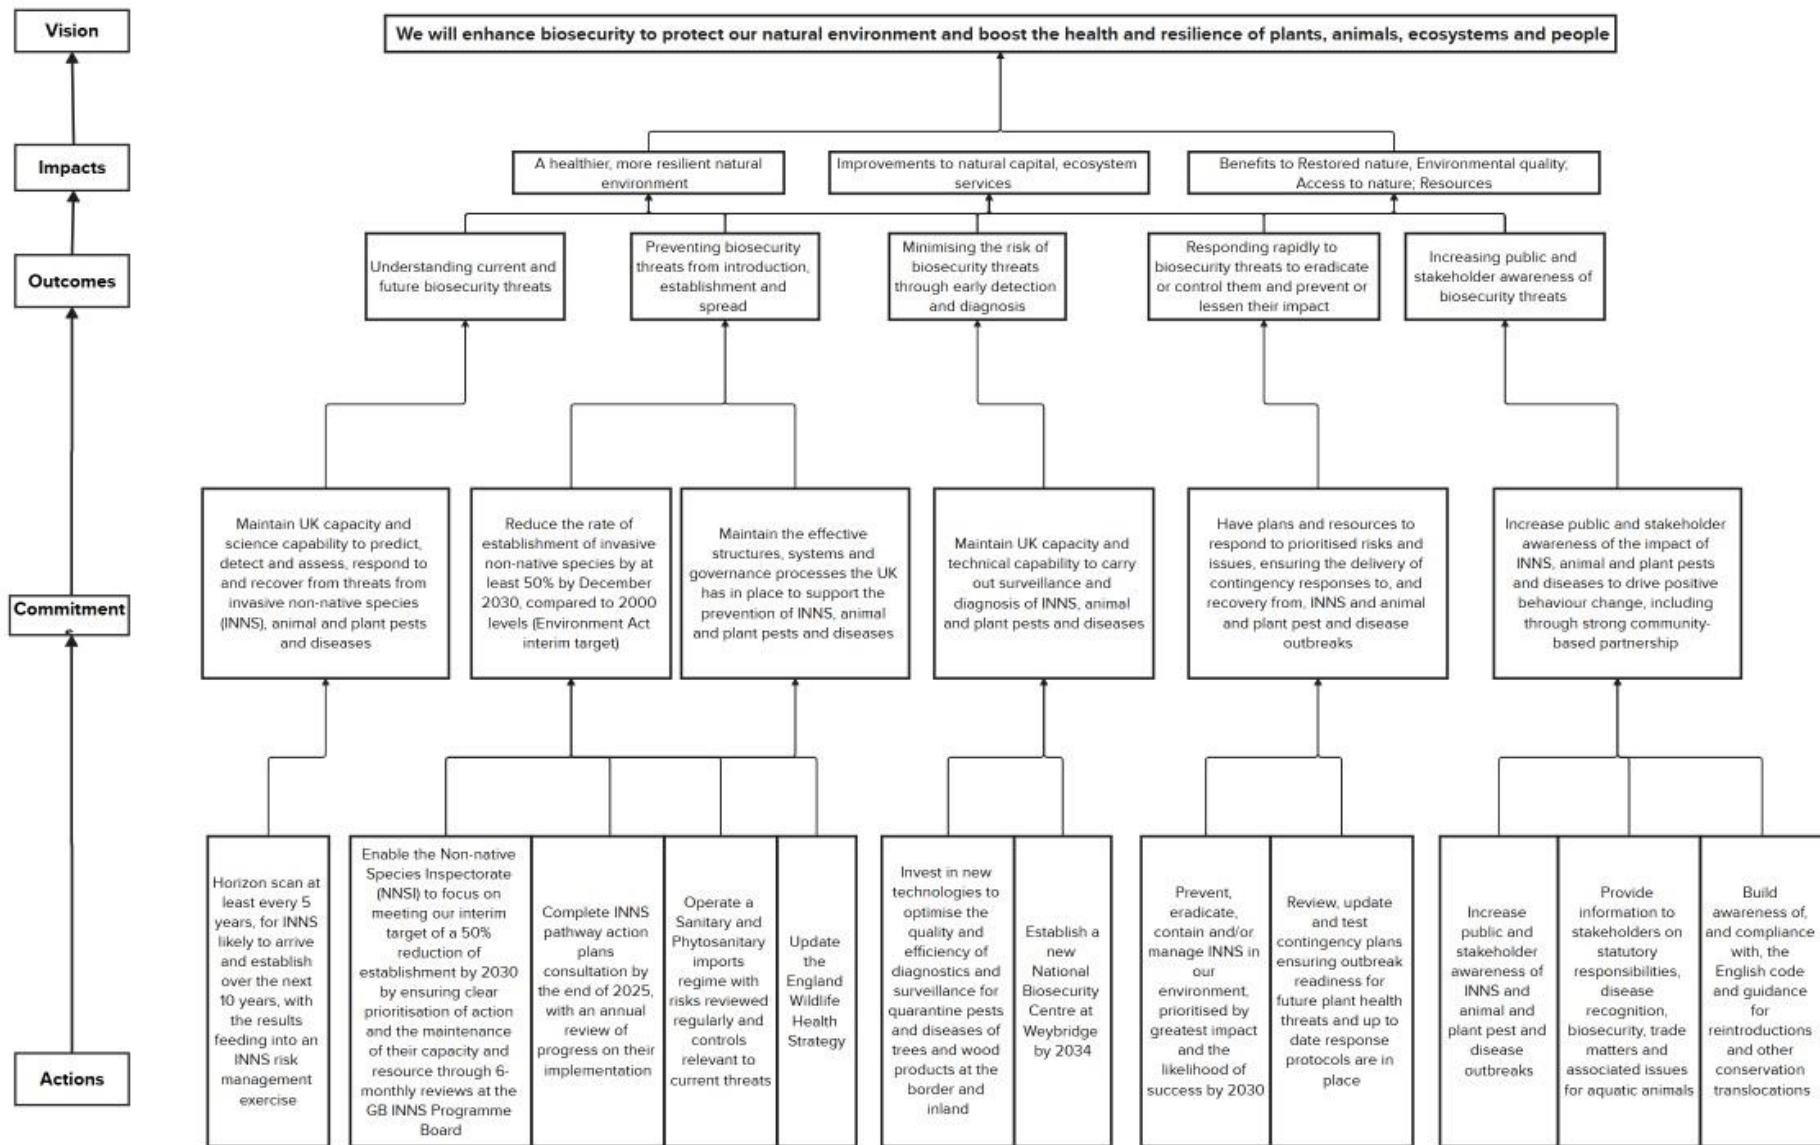 Vision
We will enhance biosecurity to protect our natural environment and boost the health and resilience of plants, animals, ecosystems and people
Impacts
A healthier, more resilient natural
environment
Improvements to natural capital, ecosystem
services
Benefits to Restored nature, Environmental quality;
Access to nature; Resources
Outcomes
Understanding current and
future biosecurity threats
Preventing biosecurity
threats from introduction,
establishment and
spread
Minimising the risk of
biosecurity threats
through early detection
and diagnosis
Responding rapidly to
biosecurity threats to eradicate
or control them and prevent or
lessen their impact
Increasing public and
stakeholder awareness of
biosecurity threats
Commitment
s
Maintain UK capacity and
science capability to predict,
detect and assess, respond to
and recover from threats from
invasive non-native species
(INNS), animal and plant pests
and diseases
Reduce the rate of
establishment of invasive
non-native species by at
least 50% by December
2030, compared to 2000
levels (Environment Act
interim target)
Maintain the effective
structures, systems and
governance processes the UK
has in place to support the
prevention of INNS, animal
and plant pests and diseases
Maintain UK capacity and
technical capability to carry
out surveillance and
diagnosis of INNS, animal
and plant pests and diseases
Have plans and resources to
respond to prioritised risks and
issues, ensuring the delivery of
contingency responses to, and
recovery from, INNS and animal
and plant pest and disease
outbreaks
Increase public and stakeholder
awareness of the impact of
INNS, animal and plant pests
and diseases to drive positive
behaviour change, including
through strong community-
based partnership
Actions
Horizon scan at
least every 5
years, for INNS
likely to arrive
and establish
over the next
10 years, with
the results
feeding into an
INNS risk
management
exercise
Enable the Non-native
Species Inspectorate
(NNSI) to focus on
meeting our interim
target of a 50%
reduction of
establishment by 2030
by ensuring clear
prioritisation of action
and the maintenance
of their capacity and
resource through 6-
monthly reviews at the
GB INNS Programme
Board
Complete INNS
pathway action
plans
consultation by
the end of 2025,
with an annual
review of
progress on their
implementation
Operate a
Sanitary and
Phytosanitary
imports
regime with
risks reviewed
regularly and
controls
relevant to
current threats
Update
the
England
Wildlife
Health
Strategy
Invest in new
technologies to
optimise the
quality and
efficiency of
diagnostics and
surveillance for
quarantine pests
and diseases of
trees and wood
products at the
border and
inland
Establish a
new
National
Biosecurity
Centre at
Weybridge
by 2034
Prevent,
eradicate,
contain and/or
manage INNS in
our
environment,
prioritised by
greatest impact
and the
likelihood of
success by 2030
Review, update
and test
contingency plans
ensuring outbreak
readiness for
future plant health
threats and up to
date response
protocols are in
place
Increase
public and
stakeholder
awareness of
INNS and
animal and
plant pest and
disease
outbreaks
Provide
information to
stakeholders on
statutory
responsibilities,
disease
recognition,
biosecurity, trade
matters and
associated issues
for aquatic animals
Build
awareness of,
and compliance
with, the
English code
and guidance
for
reintroductions
and other
conservation
translocations